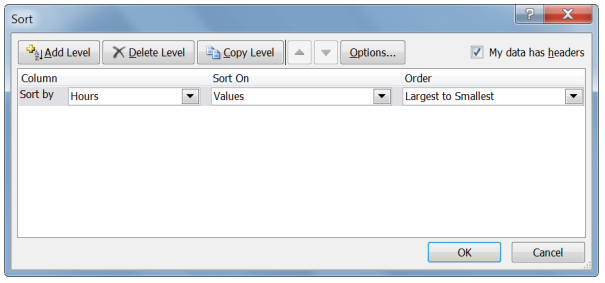 Sort
Add Level Delete Level Copy Level Options... My data has headers
Column Sort On Order
Sort by Hours Values Largest to Smallest
OK Cancel